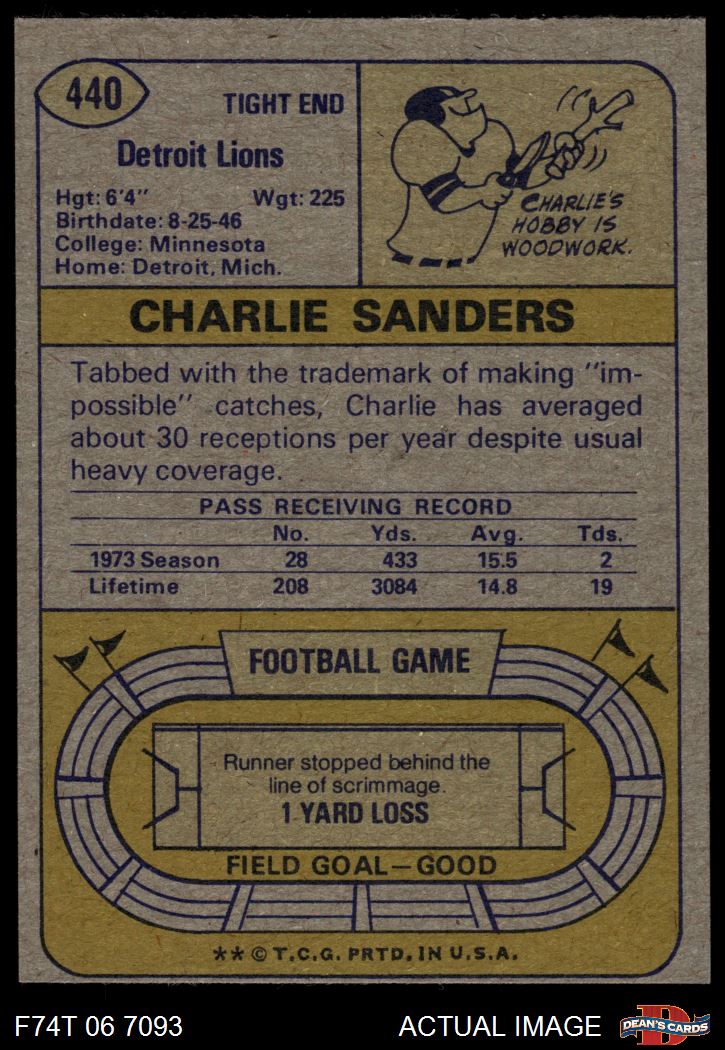 440
TIGHT END
Detroit Lions
Hgt: 6'4" Wgt: 225
Birthdate: 8-25-46
College: Minnesota
Home: Detroit, Mich.
CHARLIE'S
HOBBY IS
WOODWORK.
CHARLIE SANDERS
Tabbed with the trademark of making "im-
possible" catches, Charlie has averaged
about 30 receptions per year despite usual
heavy coverage.
PASS RECEIVING RECORD
No. Yds. Avg. Tds.
1973 Season 28 433 15.5 2
Lifetime 208 3084 14.8 19
FOOTBALL GAME
Runner stopped behind the
line of scrimmage.
1 YARD LOSS
FIELD GOAL—GOOD
** © T.C.G. PRTD. IN U.S.A.
F74T 06 7093 ACTUAL IMAGE
D
DEAN'S CARDS